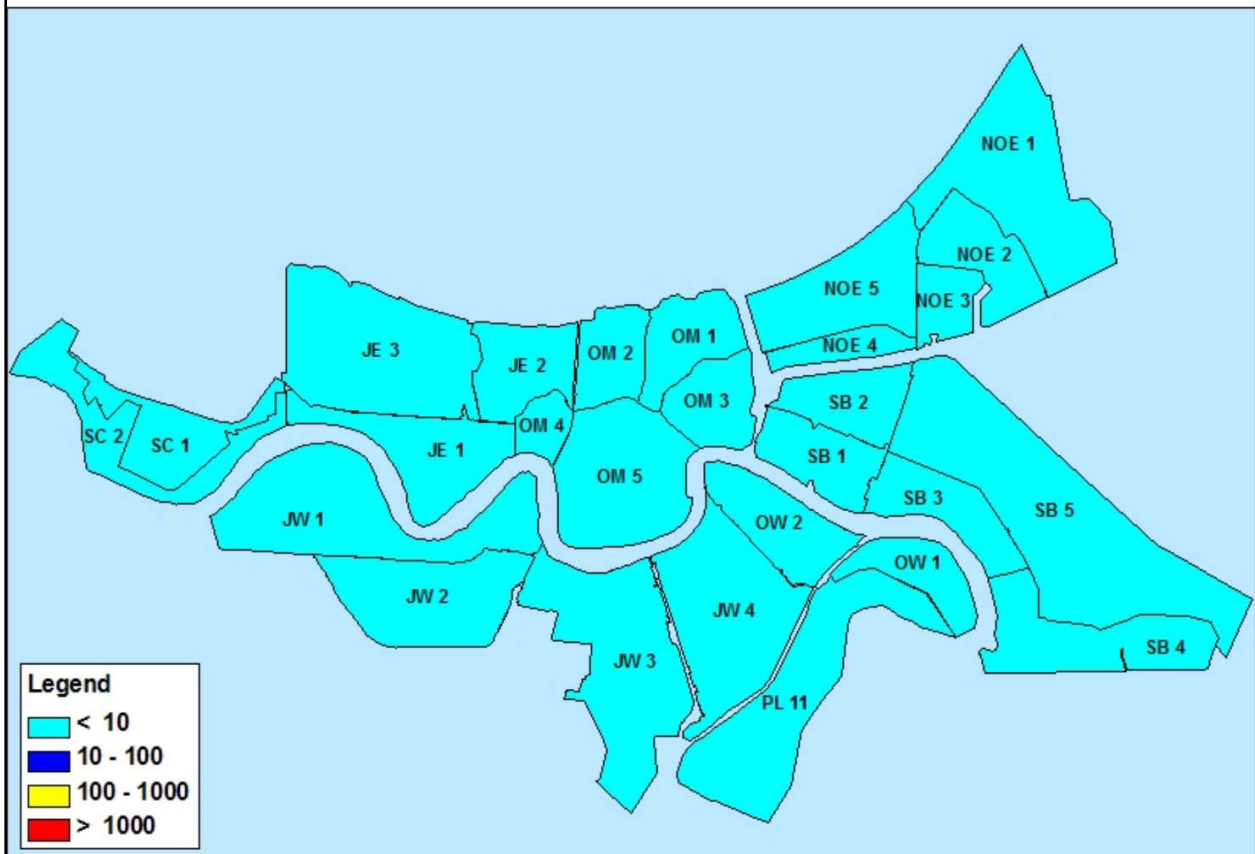 NOE 1
NOE 2
NOE 5
NOE 3
OM 1
NOE 4
JE 3
OM 2
JE 2
OM 3
SB 2
OM 4
SC 2
SC 1
JE 1
SB 1
OM 5
SB 3
SB 5
JW 1
OW 2
OW 1
JW 2
JW 4
SB 4
JW 3
PL 11
Legend
< 10
10 - 100
100 - 1000
> 1000